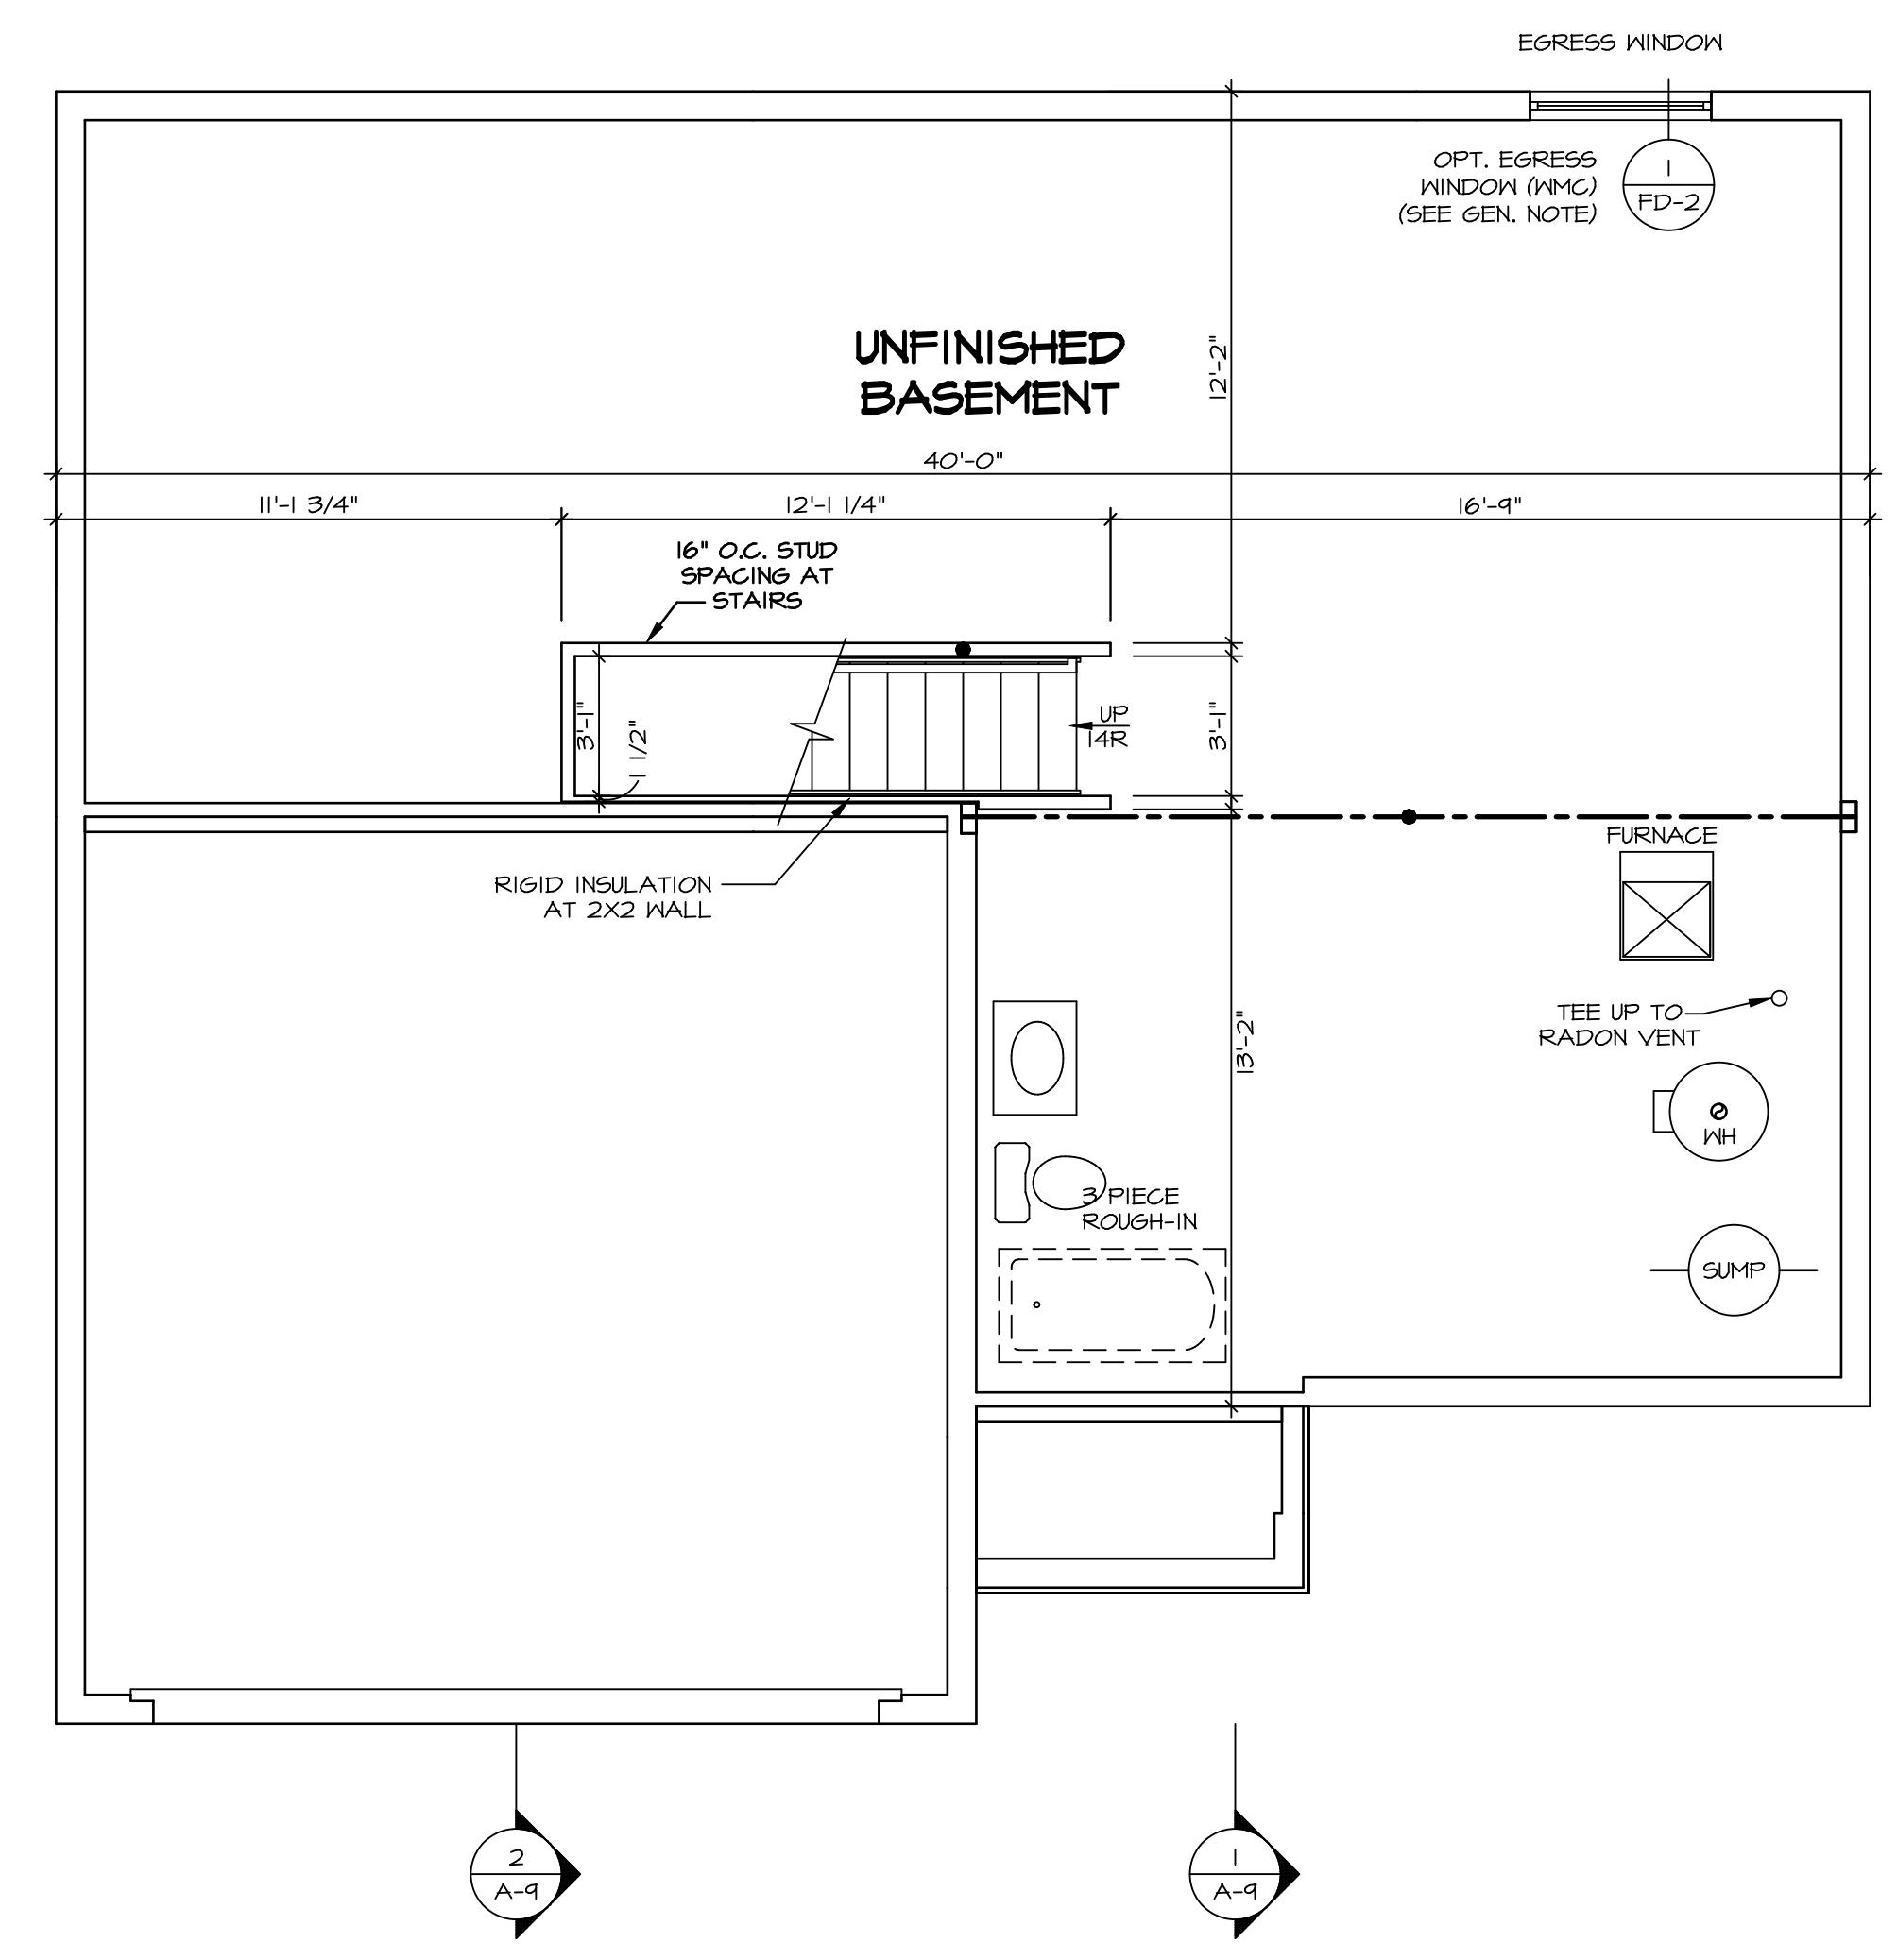 EGRESS WINDOW
OPT. EGRESS
WINDOW (WMC)
(SEE GEN. NOTE)
1
FD-2
UNFINISHED
BASEMENT
12'-2"
40'-0"
11'-1 3/4"
12'-1 1/4"
16'-9"
16" O.C. STUD
SPACING AT
STAIRS
3'-1"
1 1/2"
UP
14R
3'-1"
FURNACE
RIGID INSULATION
AT 2X2 WALL
TEE UP TO
RADON VENT
13'-2"
WH
3 PIECE
ROUGH-IN
SUMP
2
A-9
1
A-9